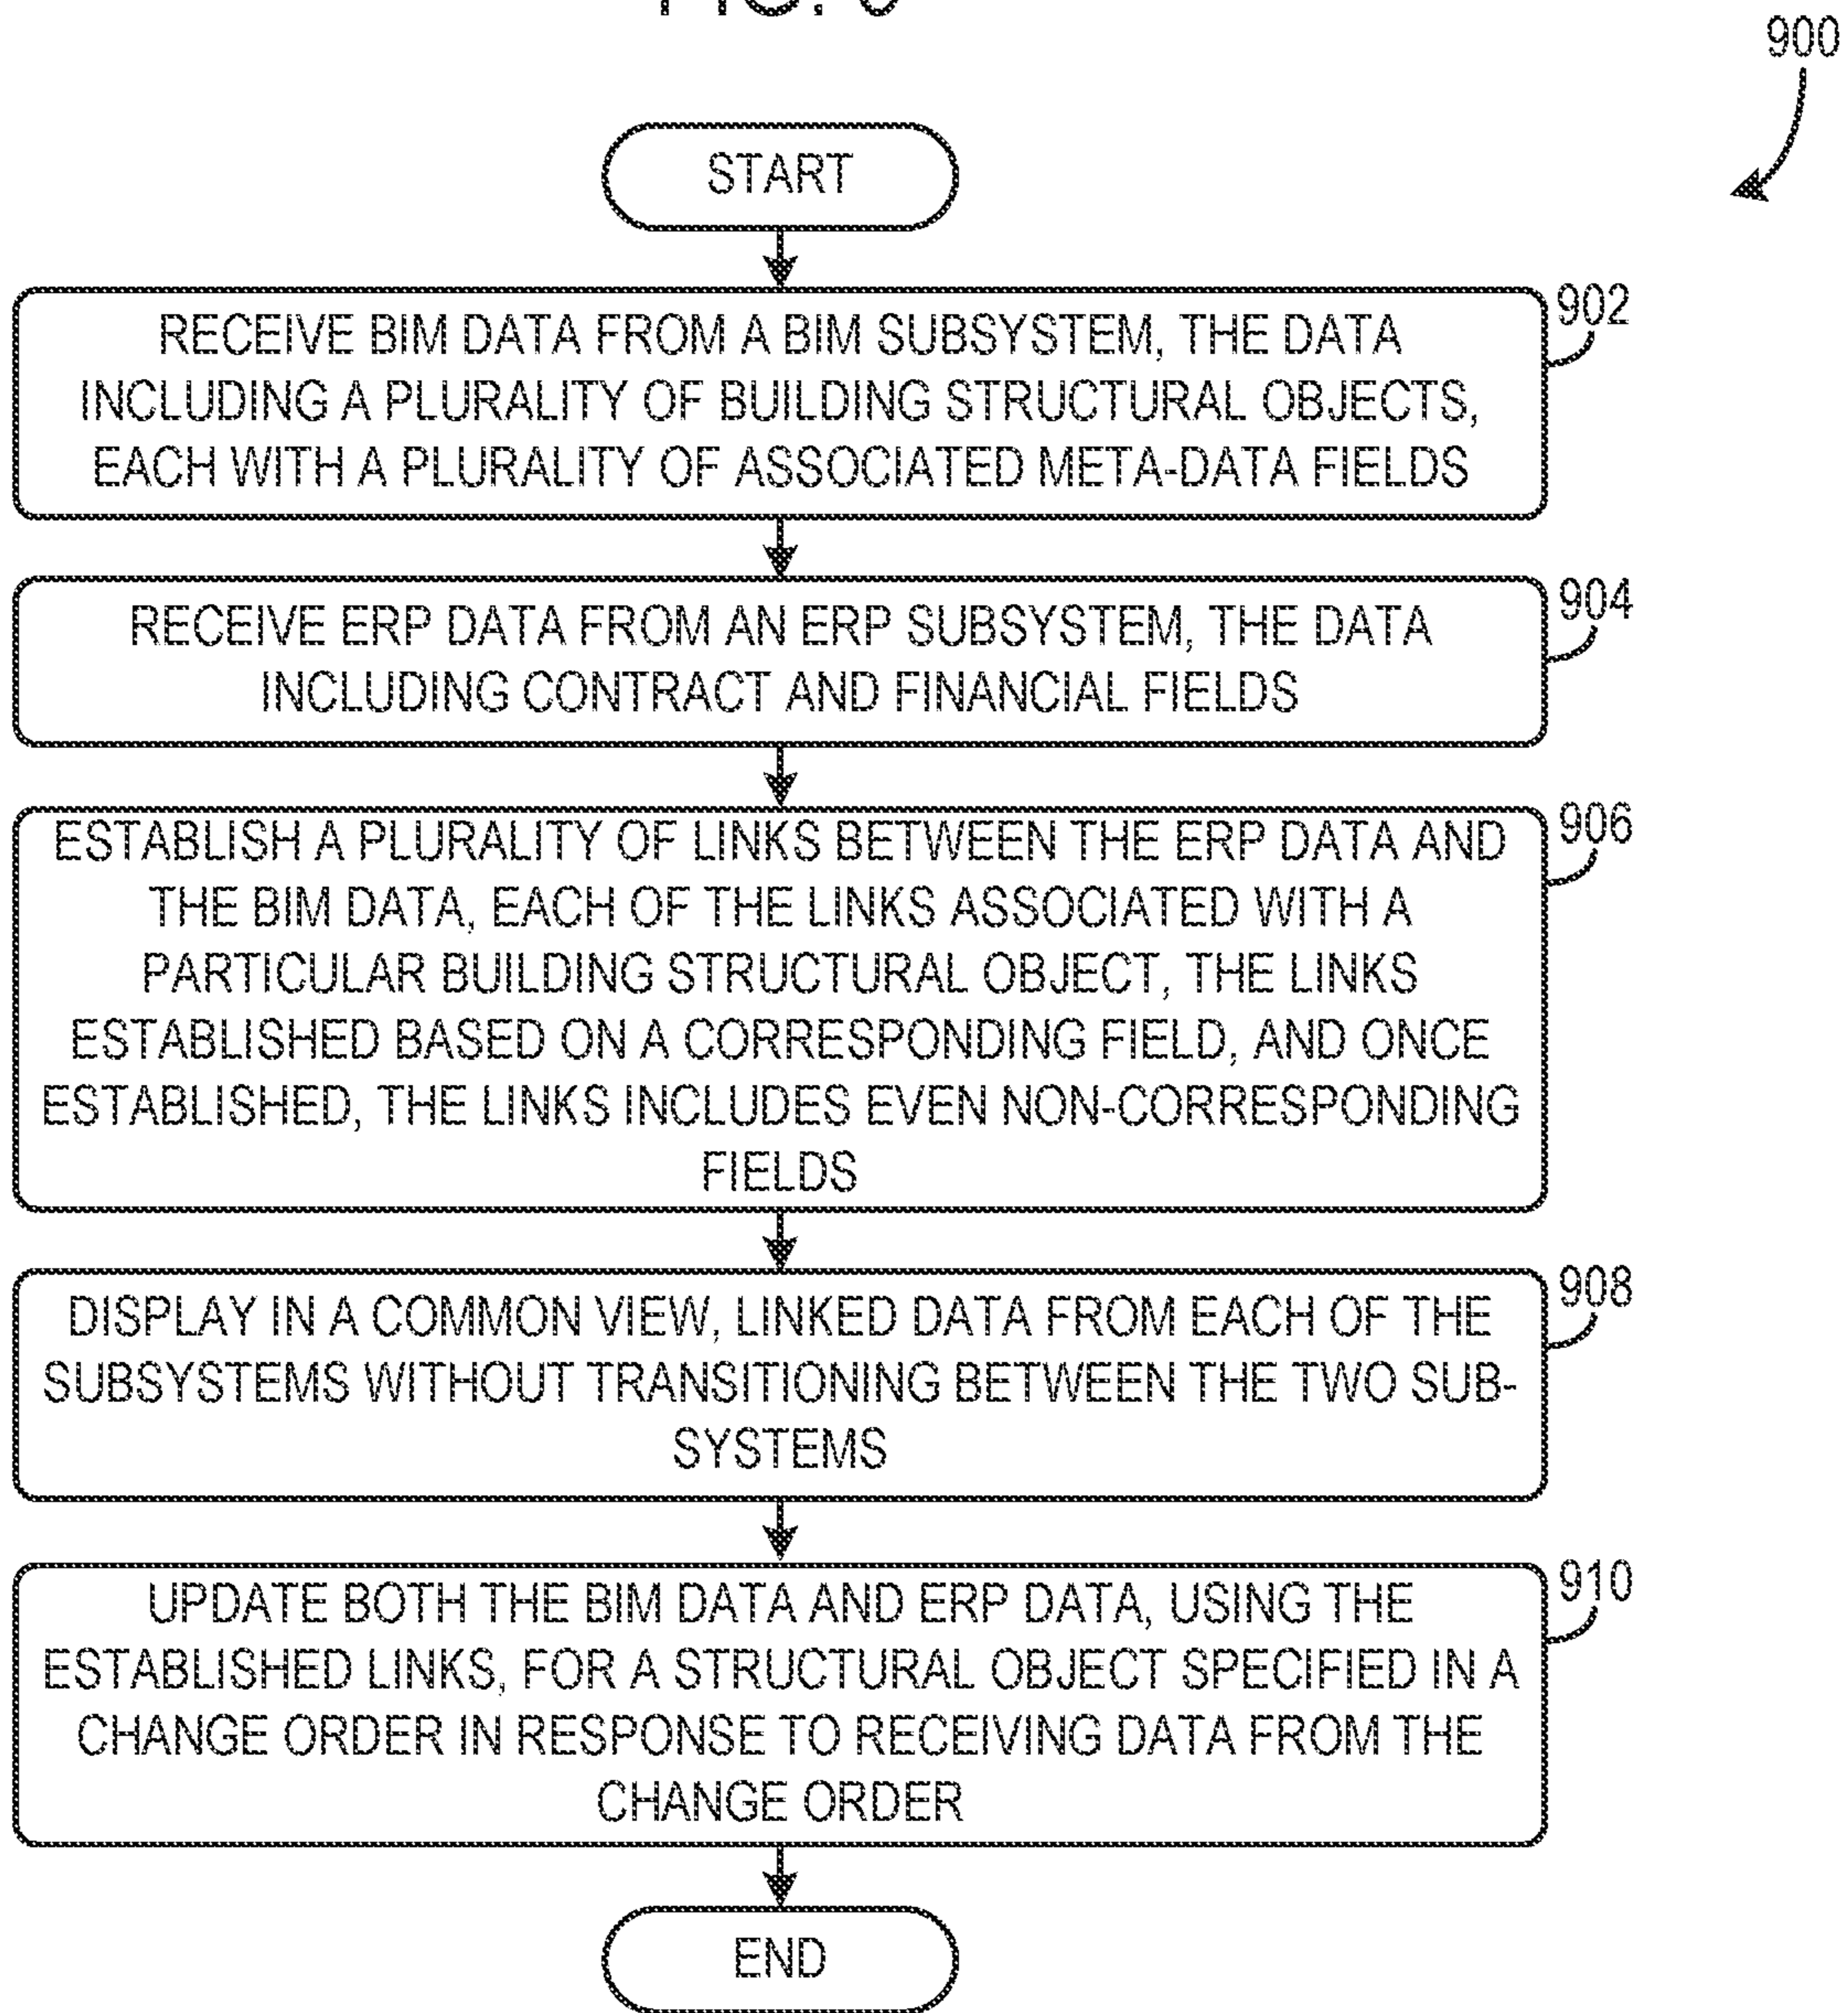 900
START
902
RECEIVE BIM DATA FROM A BIM SUBSYSTEM, THE DATA
INCLUDING A PLURALITY OF BUILDING STRUCTURAL OBJECTS,
EACH WITH A PLURALITY OF ASSOCIATED META-DATA FIELDS
904
RECEIVE ERP DATA FROM AN ERP SUBSYSTEM, THE DATA
INCLUDING CONTRACT AND FINANCIAL FIELDS
906
ESTABLISH A PLURALITY OF LINKS BETWEEN THE ERP DATA AND
THE BIM DATA, EACH OF THE LINKS ASSOCIATED WITH A
PARTICULAR BUILDING STRUCTURAL OBJECT, THE LINKS
ESTABLISHED BASED ON A CORRESPONDING FIELD, AND ONCE
ESTABLISHED, THE LINKS INCLUDES EVEN NON-CORRESPONDING
FIELDS
908
DISPLAY IN A COMMON VIEW, LINKED DATA FROM EACH OF THE
SUBSYSTEMS WITHOUT TRANSITIONING BETWEEN THE TWO SUB-
SYSTEMS
910
UPDATE BOTH THE BIM DATA AND ERP DATA, USING THE
ESTABLISHED LINKS, FOR A STRUCTURAL OBJECT SPECIFIED IN A
CHANGE ORDER IN RESPONSE TO RECEIVING DATA FROM THE
CHANGE ORDER
END